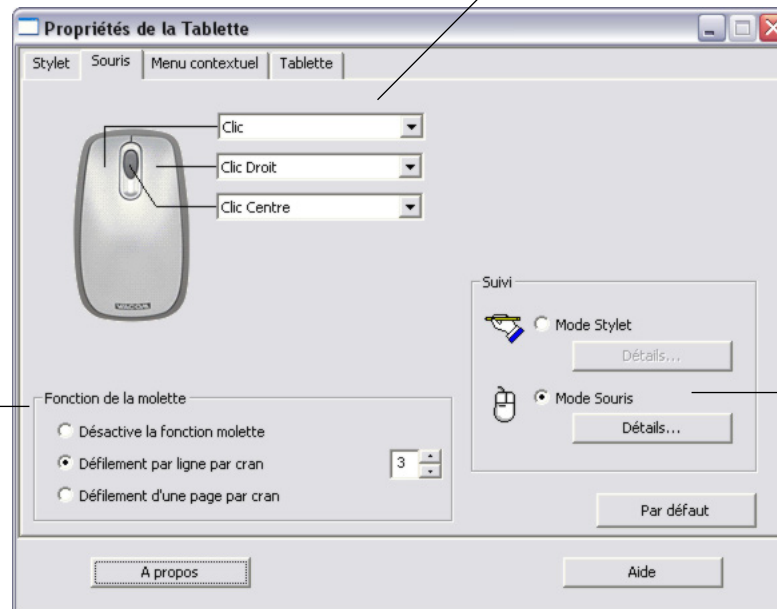 Propriétés de la Tablette
Stylet Souris Menu contextuel Tablette
Clic
Clic Droit
Clic Centre
WACOM
Suivi
Mode Stylet
Détails...
Mode Souris
Détails...
Fonction de la molette
Désactive la fonction molette
Défilement par ligne par cran 3
Défilement d'une page par cran
Par défaut
A propos Aide